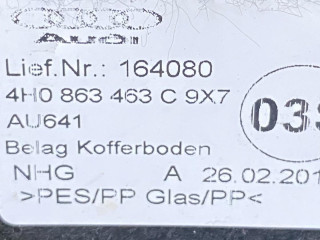 Audi
Lief.Nr.: 164080
4H0 863 463 C 9X7
AU641
Belag Kofferboden
NHG A 26.02.201
>PES/PP Glas/PP<
03